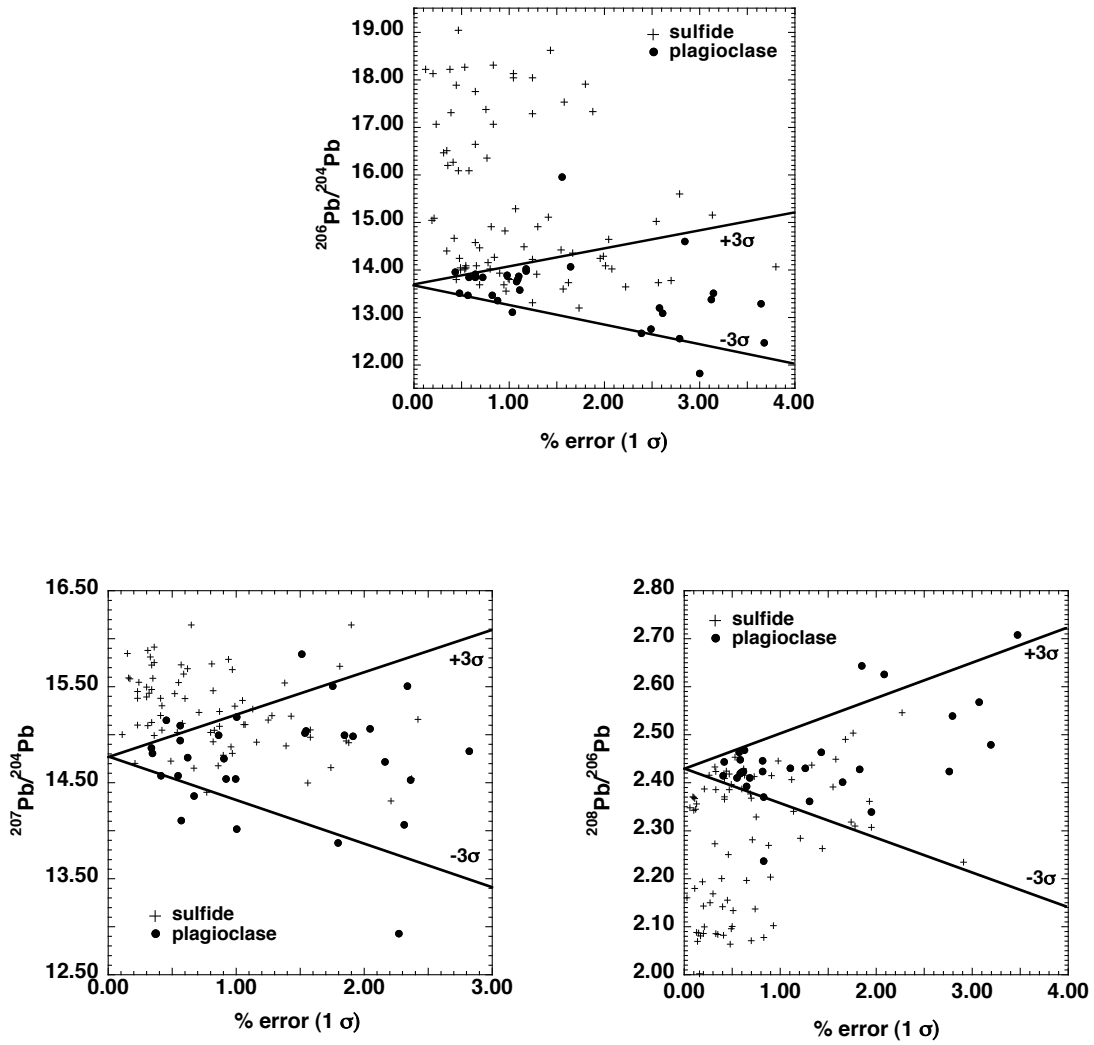 19.00
18.00
17.00
16.00
15.00
14.00
13.00
12.00
²⁰⁶Pb/²⁰⁴Pb
sulfide
plagioclase
+3σ
-3σ
0.00 1.00 2.00 3.00 4.00
% error (1 σ)
16.50
15.50
14.50
13.50
12.50
²⁰⁷Pb/²⁰⁴Pb
+3σ
-3σ
sulfide
plagioclase
0.00 1.00 2.00 3.00
% error (1 σ)
2.80
2.70
2.60
2.50
2.40
2.30
2.20
2.10
2.00
²⁰⁸Pb/²⁰⁶Pb
sulfide
plagioclase
+3σ
-3σ
0.00 1.00 2.00 3.00 4.00
% error (1 σ)